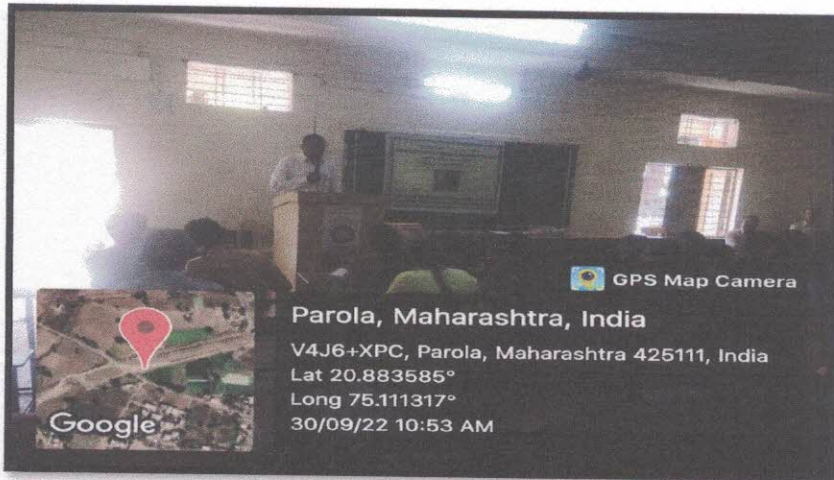 GPS Map Camera
Parola, Maharashtra, India
V4J6+XPC, Parola, Maharashtra 425111, India
Lat 20.883585°
Long 75.111317°
30/09/22 10:53 AM
Google